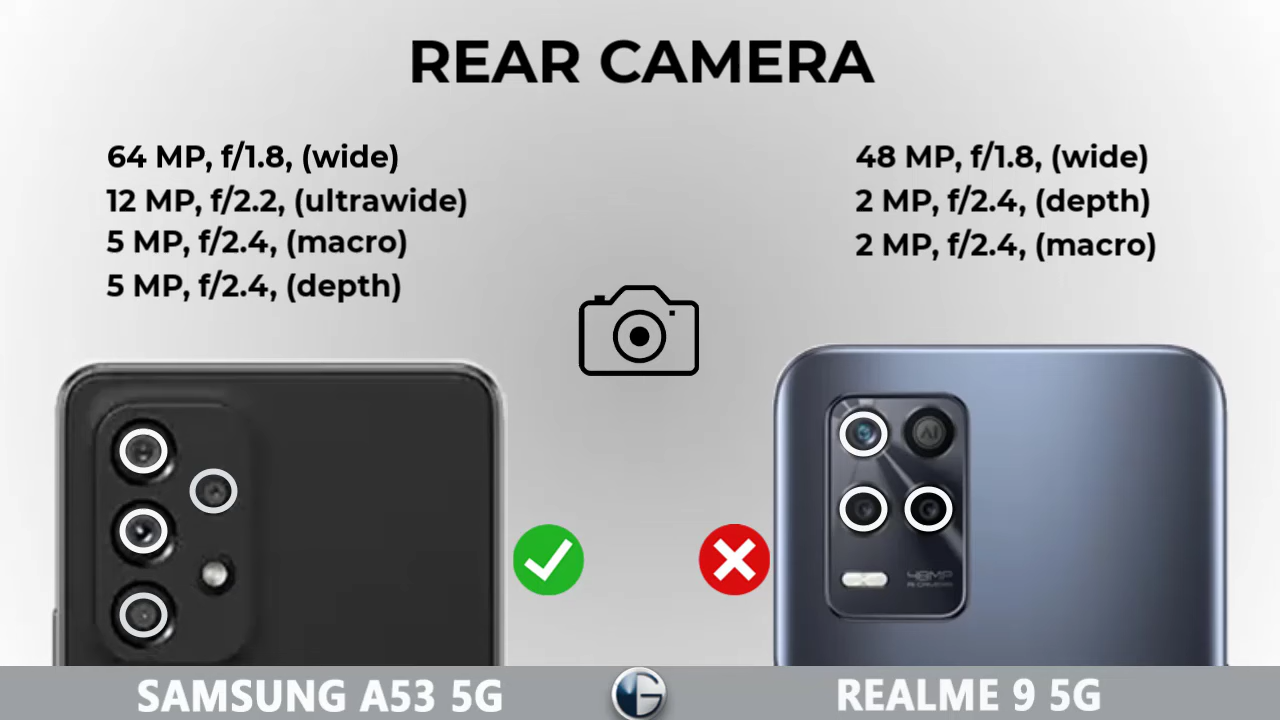 REAR CAMERA
64 MP, f/1.8, (wide)
12 MP, f/2.2, (ultrawide)
5 MP, f/2.4, (macro)
5 MP, f/2.4, (depth)
48 MP, f/1.8, (wide)
2 MP, f/2.4, (depth)
2 MP, f/2.4, (macro)
AI
48MP
AI CAMERA
SAMSUNG A53 5G
REALME 9 5G